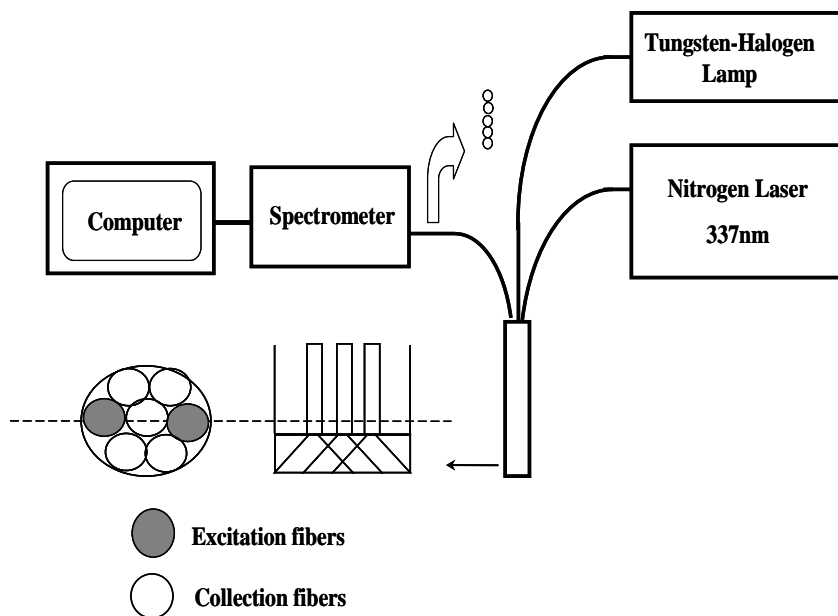 Tungsten-Halogen
Lamp
Nitrogen Laser
337nm
Computer
Spectrometer
Excitation fibers
Collection fibers